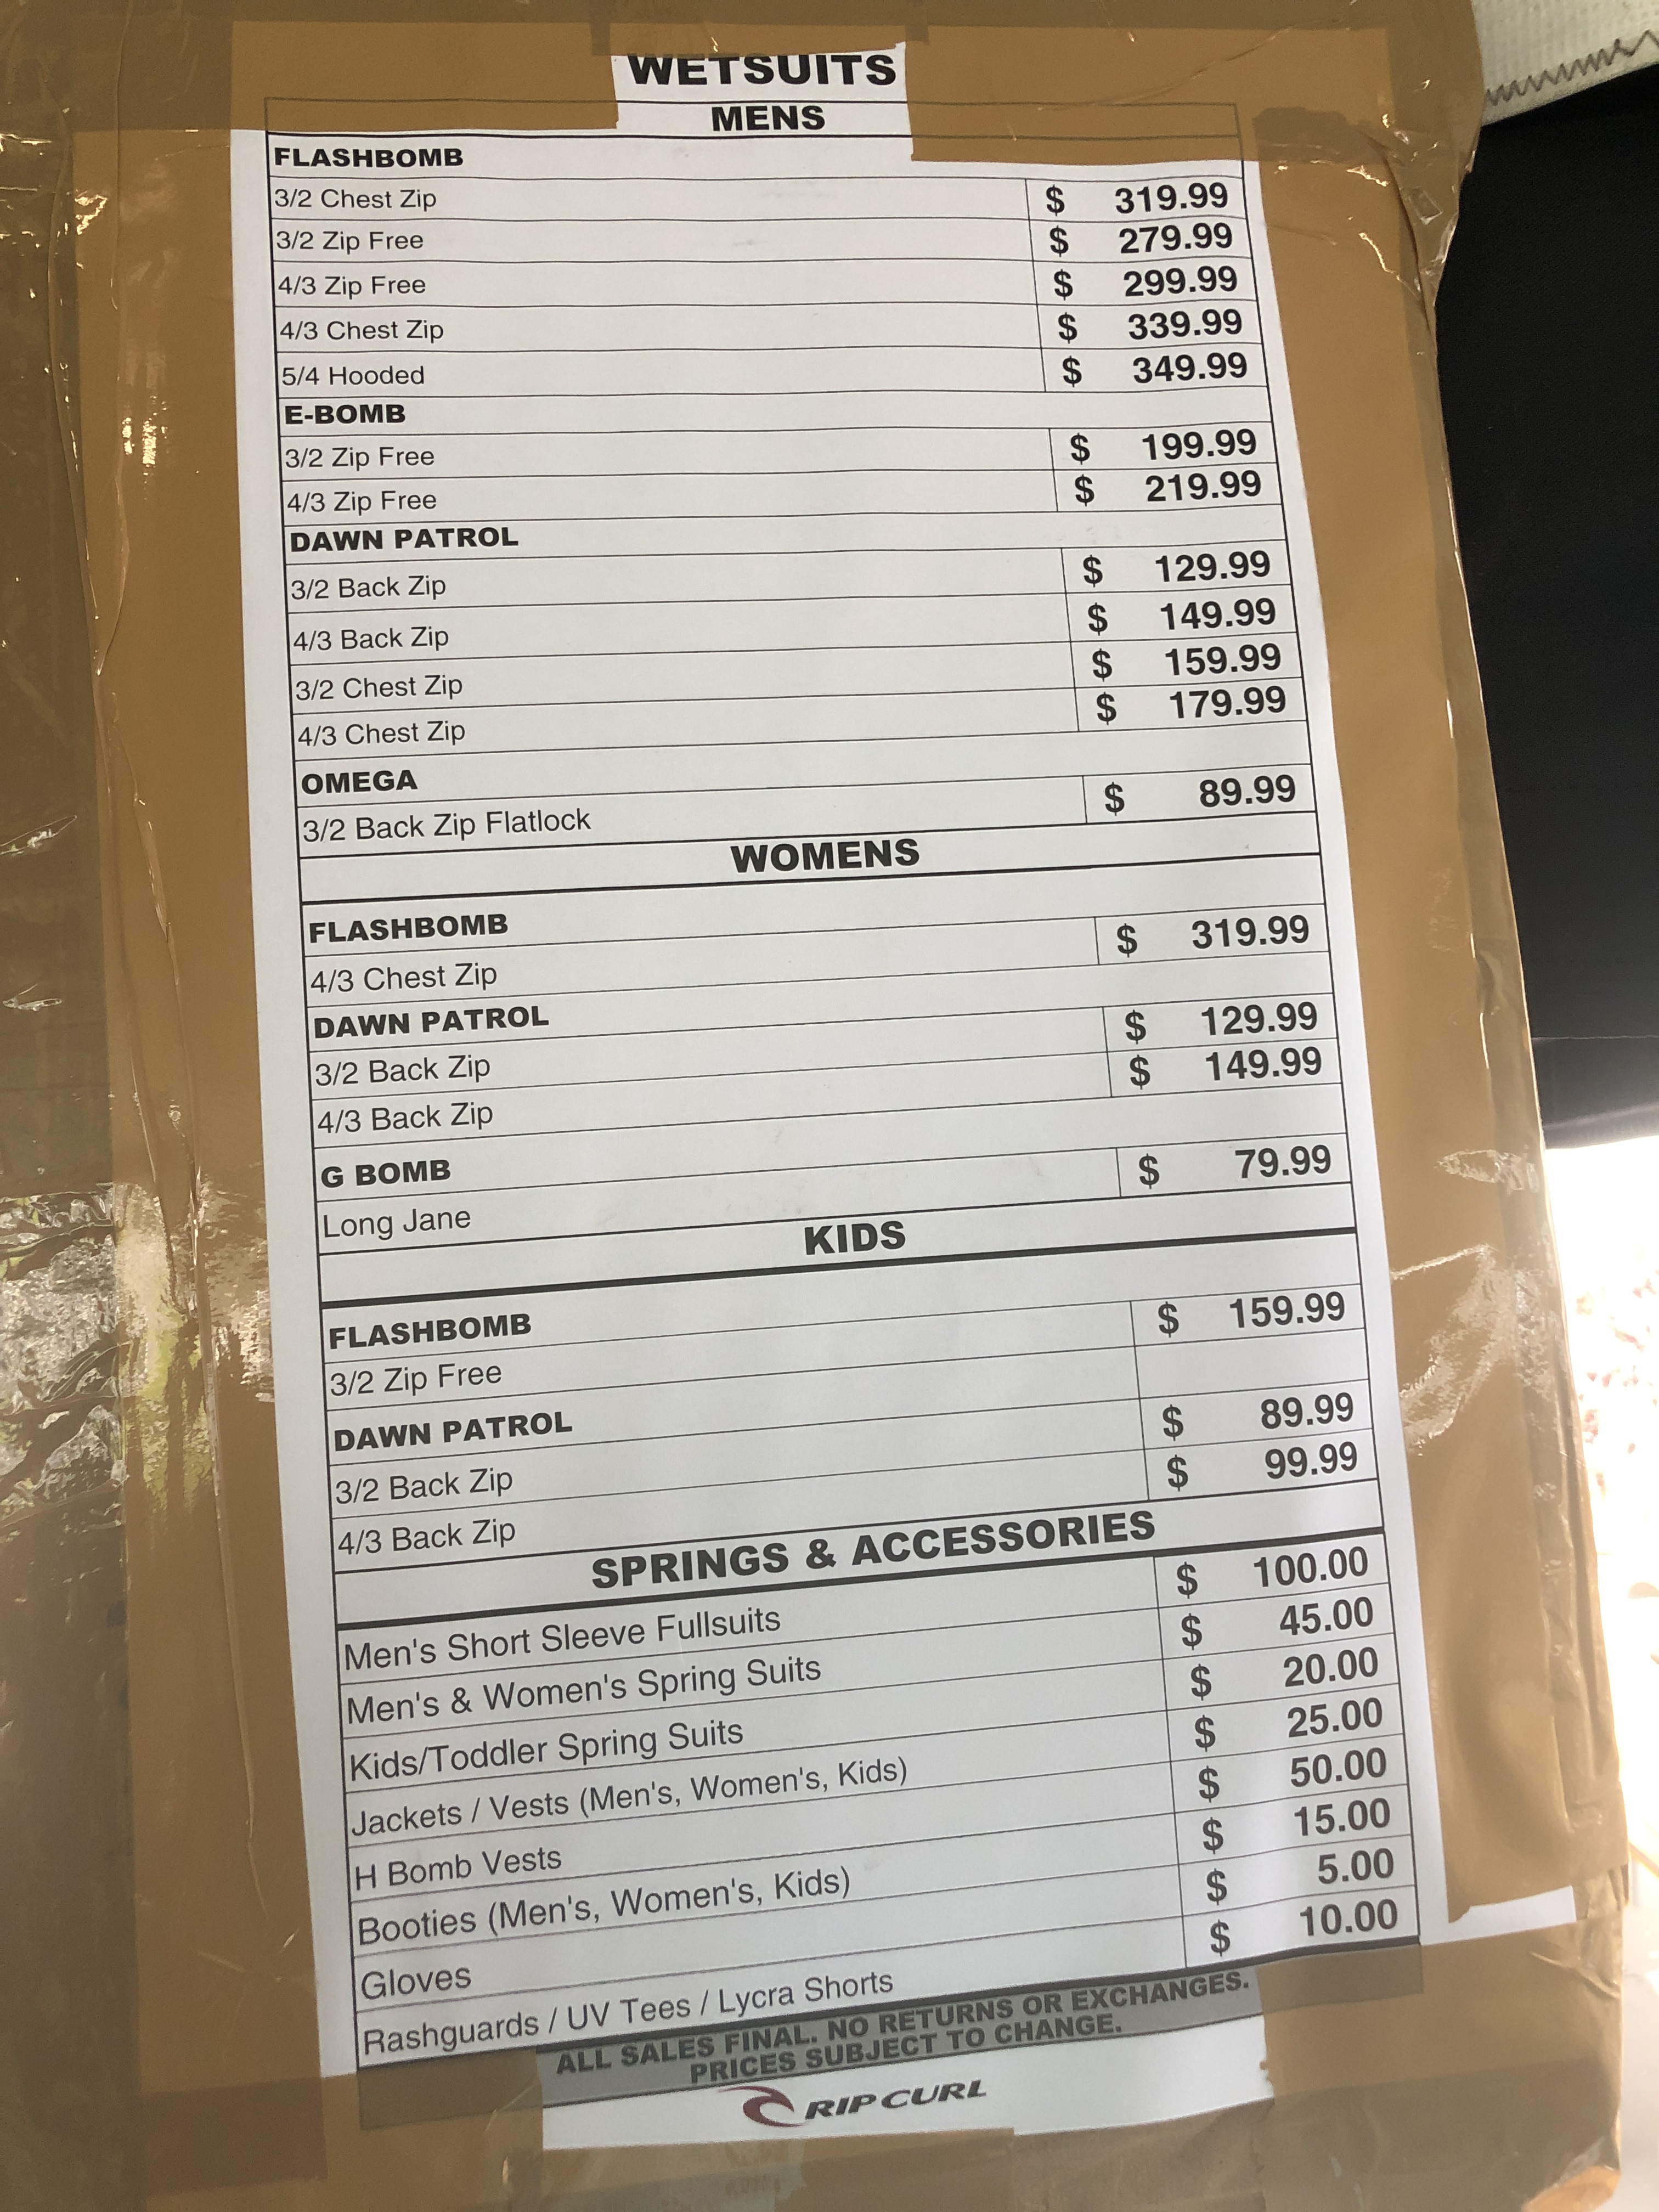 WETSUITS
MENS
FLASHBOMB
3/2 Chest Zip $ 319.99
3/2 Zip Free $ 279.99
4/3 Zip Free $ 299.99
4/3 Chest Zip $ 339.99
5/4 Hooded $ 349.99
E-BOMB
3/2 Zip Free $ 199.99
4/3 Zip Free $ 219.99
DAWN PATROL
3/2 Back Zip $ 129.99
4/3 Back Zip $ 149.99
3/2 Chest Zip $ 159.99
4/3 Chest Zip $ 179.99
OMEGA
3/2 Back Zip Flatlock $ 89.99
WOMENS
FLASHBOMB
4/3 Chest Zip $ 319.99
DAWN PATROL
3/2 Back Zip $ 129.99
4/3 Back Zip $ 149.99
G BOMB
Long Jane $ 79.99
KIDS
FLASHBOMB
3/2 Zip Free $ 159.99
DAWN PATROL
3/2 Back Zip $ 89.99
4/3 Back Zip $ 99.99
SPRINGS & ACCESSORIES
Men's Short Sleeve Fullsuits $ 100.00
Men's & Women's Spring Suits $ 45.00
Kids/Toddler Spring Suits $ 20.00
Jackets / Vests (Men's, Women's, Kids) $ 25.00
H Bomb Vests $ 50.00
Booties (Men's, Women's, Kids) $ 15.00
Gloves $ 5.00
Rashguards / UV Tees / Lycra Shorts $ 10.00
ALL SALES FINAL. NO RETURNS OR EXCHANGES.
PRICES SUBJECT TO CHANGE.
RIP CURL